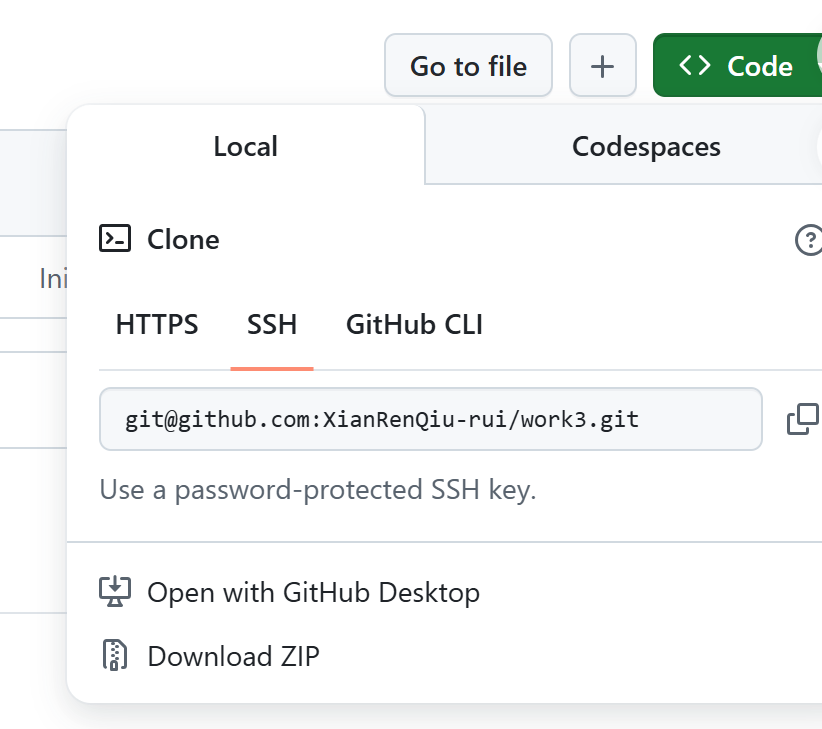 Go to file
Code
Local
Codespaces
Clone
Ini
HTTPS
SSH
GitHub CLI
git@github.com:XianRenQiu-rui/work3.git
Use a password-protected SSH key.
Open with GitHub Desktop
Download ZIP